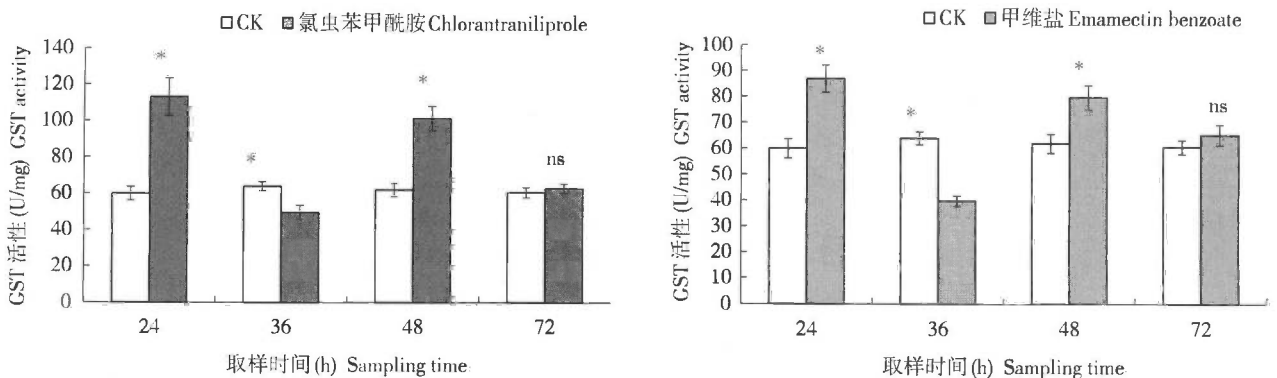 CK 氯虫苯甲酰胺 Chlorantraniliprole
GST 活性 (U/mg) GST activity
140
120
100
80
60
40
20
0
*
*
*
ns
24 36 48 72
取样时间(h) Sampling time
CK 甲维盐 Emamectin benzoate
GST 活性 (U/mg) GST activity
100
90
80
70
60
50
40
30
20
10
0
*
*
*
ns
24 36 48 72
取样时间(h) Sampling time